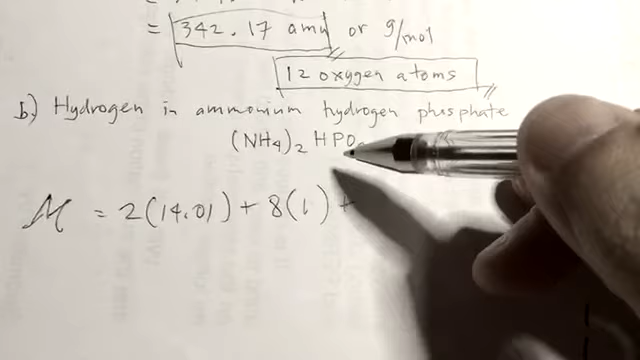 = 342.17 amu or g/mol
12 oxygen atoms
b.) Hydrogen in ammonium hydrogen phosphate
(NH4)2 HPO
M = 2(14.01) + 8(1) +